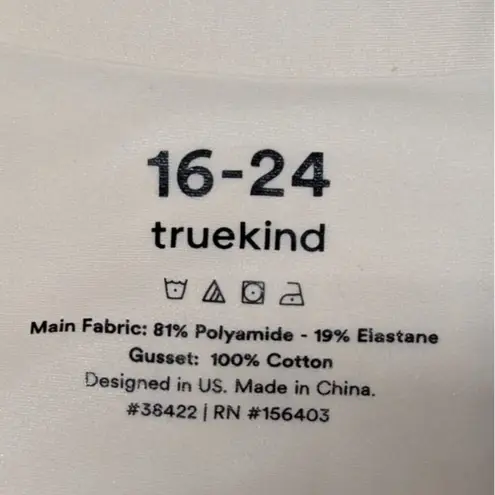 16-24
truekind
Main Fabric: 81% Polyamide - 19% Elastane
Gusset: 100% Cotton
Designed in US. Made in China.
#38422 | RN #156403